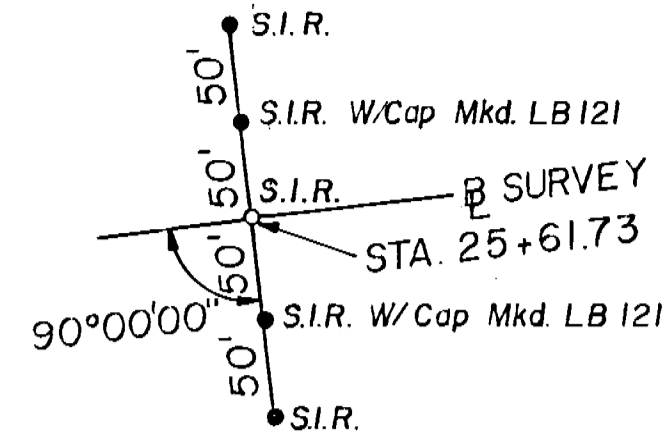 S.I.R.
50'
S.I.R. W/Cap Mkd. LB 121
50'
S.I.R.
℄ SURVEY
STA. 25+61.73
50'
90°00'00"
S.I.R. W/Cap Mkd. LB 121
50'
S.I.R.